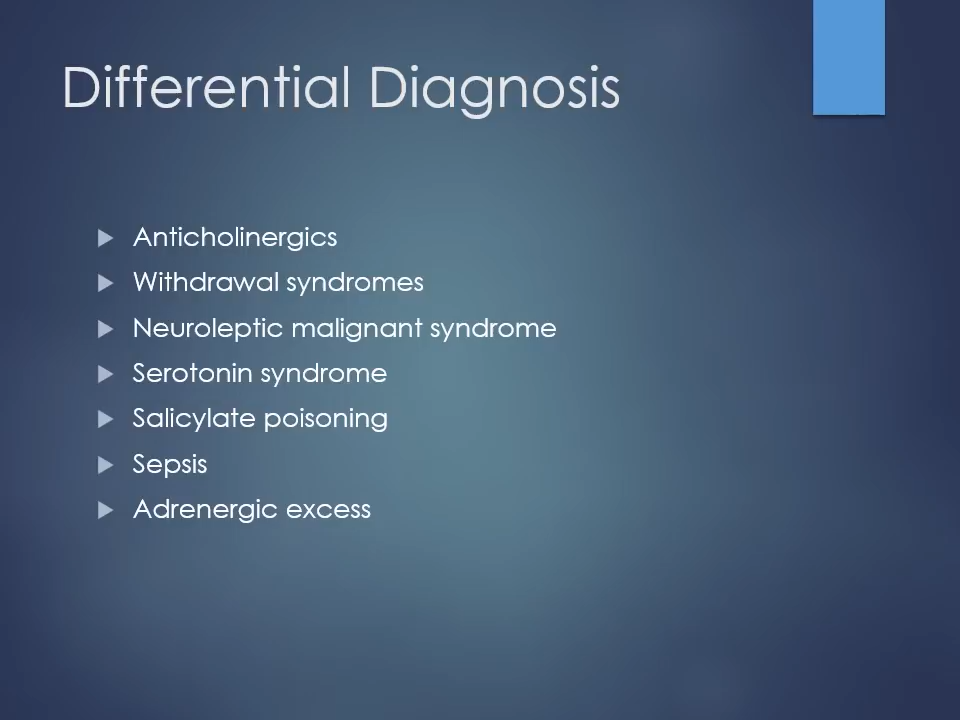 Differential Diagnosis
Anticholinergics
Withdrawal syndromes
Neuroleptic malignant syndrome
Serotonin syndrome
Salicylate poisoning
Sepsis
Adrenergic excess